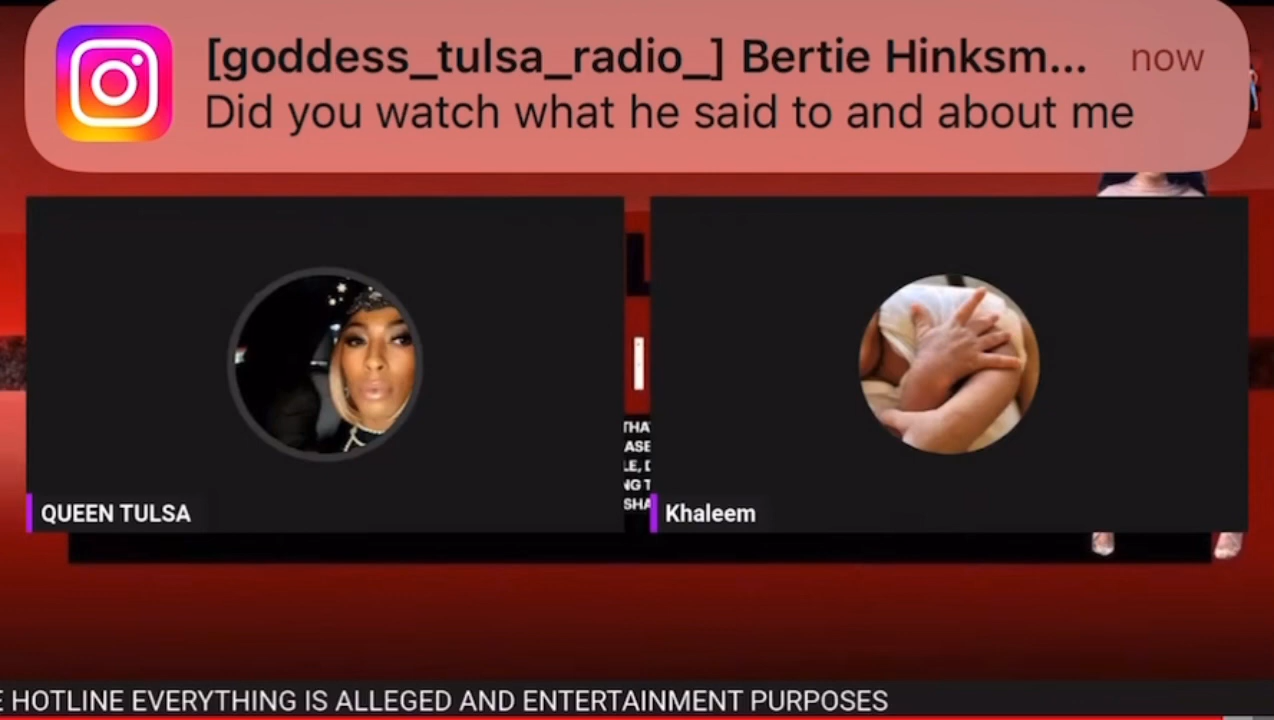 [goddess_tulsa_radio_] Bertie Hinksm... now
Did you watch what he said to and about me
QUEEN TULSA
Khaleem
HOTLINE EVERYTHING IS ALLEGED AND ENTERTAINMENT PURPOSES